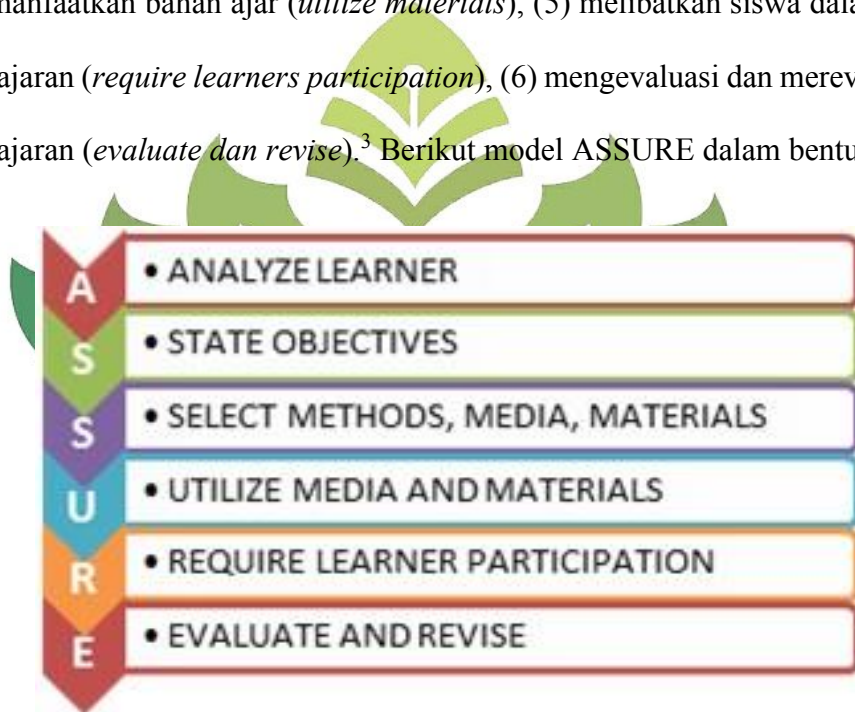 manfaatkan bahan ajar (utilize materials), (5) melibatkan siswa dala
ajaran (require learners participation), (6) mengevaluasi dan merev
ajaran (evaluate dan revise).³ Berikut model ASSURE dalam bentu
A • ANALYZE LEARNER
S • STATE OBJECTIVES
S • SELECT METHODS, MEDIA, MATERIALS
U • UTILIZE MEDIA AND MATERIALS
R • REQUIRE LEARNER PARTICIPATION
E • EVALUATE AND REVISE